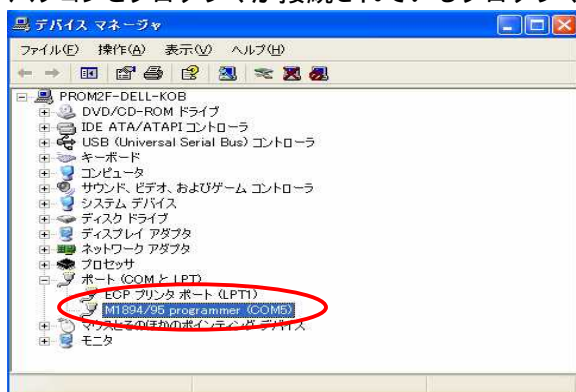 デバイス マネージャ
ファイル(F) 操作(A) 表示(V) ヘルプ(H)
PROM2F-DELL-KOB
DVD/CD-ROM ドライブ
IDE ATA/ATAPI コントローラ
USB (Universal Serial Bus) コントローラ
キーボード
コンピュータ
サウンド、ビデオ、およびゲーム コントローラ
システム デバイス
ディスク ドライブ
ディスプレイ アダプタ
ネットワーク アダプタ
プロセッサ
ポート (COM と LPT)
ECP プリンタ ポート (LPT1)
M1894/95 programmer (COM5)
マウスとそのほかのポインティング デバイス
モニタ